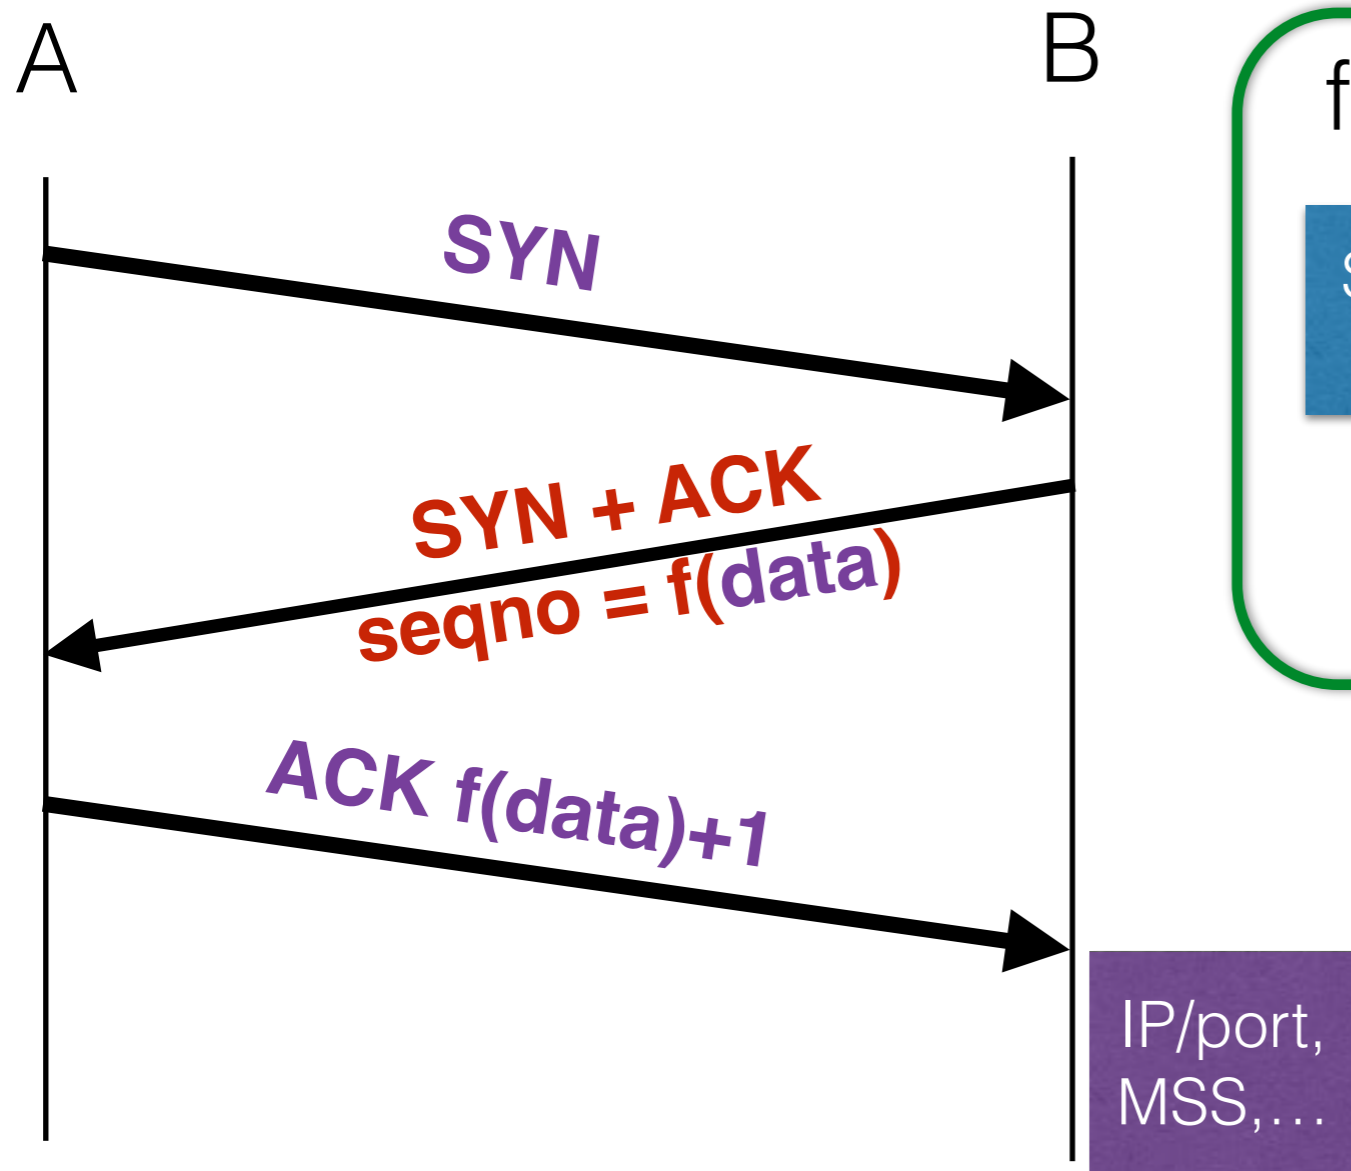 A
B
f
SYN
SYN + ACK
seqno = f(data)
ACK f(data)+1
IP/port,
MSS,…